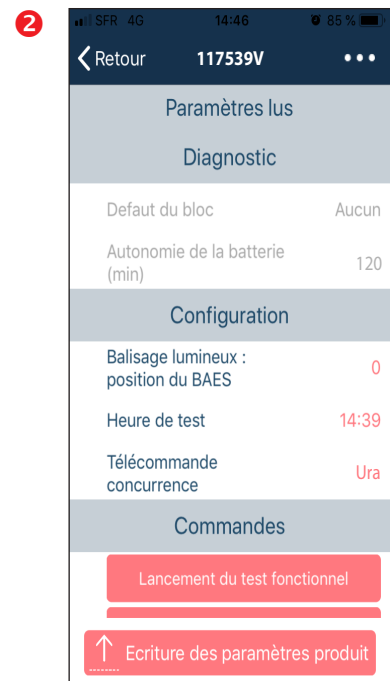 2
SFR 4G 14:46 85 %
Retour 117539V •••
Paramètres lus
Diagnostic
Defaut du bloc Aucun
Autonomie de la batterie
(min) 120
Configuration
Balisage lumineux :
position du BAES 0
Heure de test 14:39
Télécommande
concurrence Ura
Commandes
Lancement du test fonctionnel
Ecriture des paramètres produit